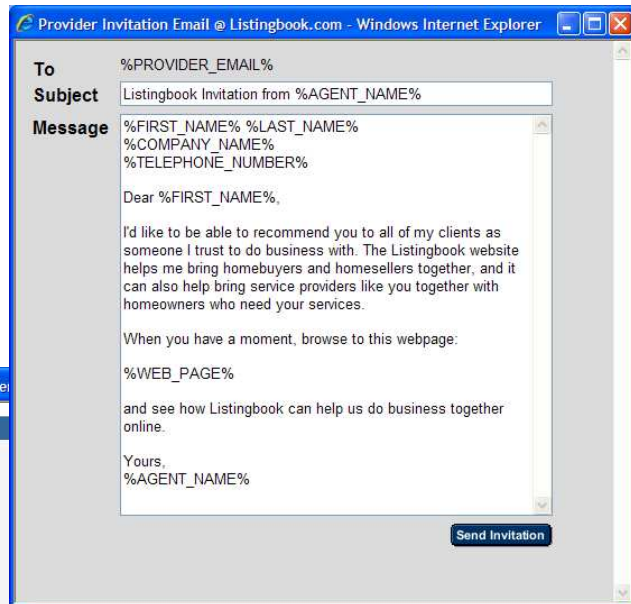 Provider Invitation Email @ Listingbook.com - Windows Internet Explorer
To %PROVIDER_EMAIL%
Subject Listingbook Invitation from %AGENT_NAME%
Message %FIRST_NAME% %LAST_NAME%
%COMPANY_NAME%
%TELEPHONE_NUMBER%
Dear %FIRST_NAME%,
I'd like to be able to recommend you to all of my clients as
someone I trust to do business with. The Listingbook website
helps me bring homebuyers and homesellers together, and it
can also help bring service providers like you together with
homeowners who need your services.
When you have a moment, browse to this webpage:
%WEB_PAGE%
and see how Listingbook can help us do business together
online.
Yours,
%AGENT_NAME%
Send Invitation